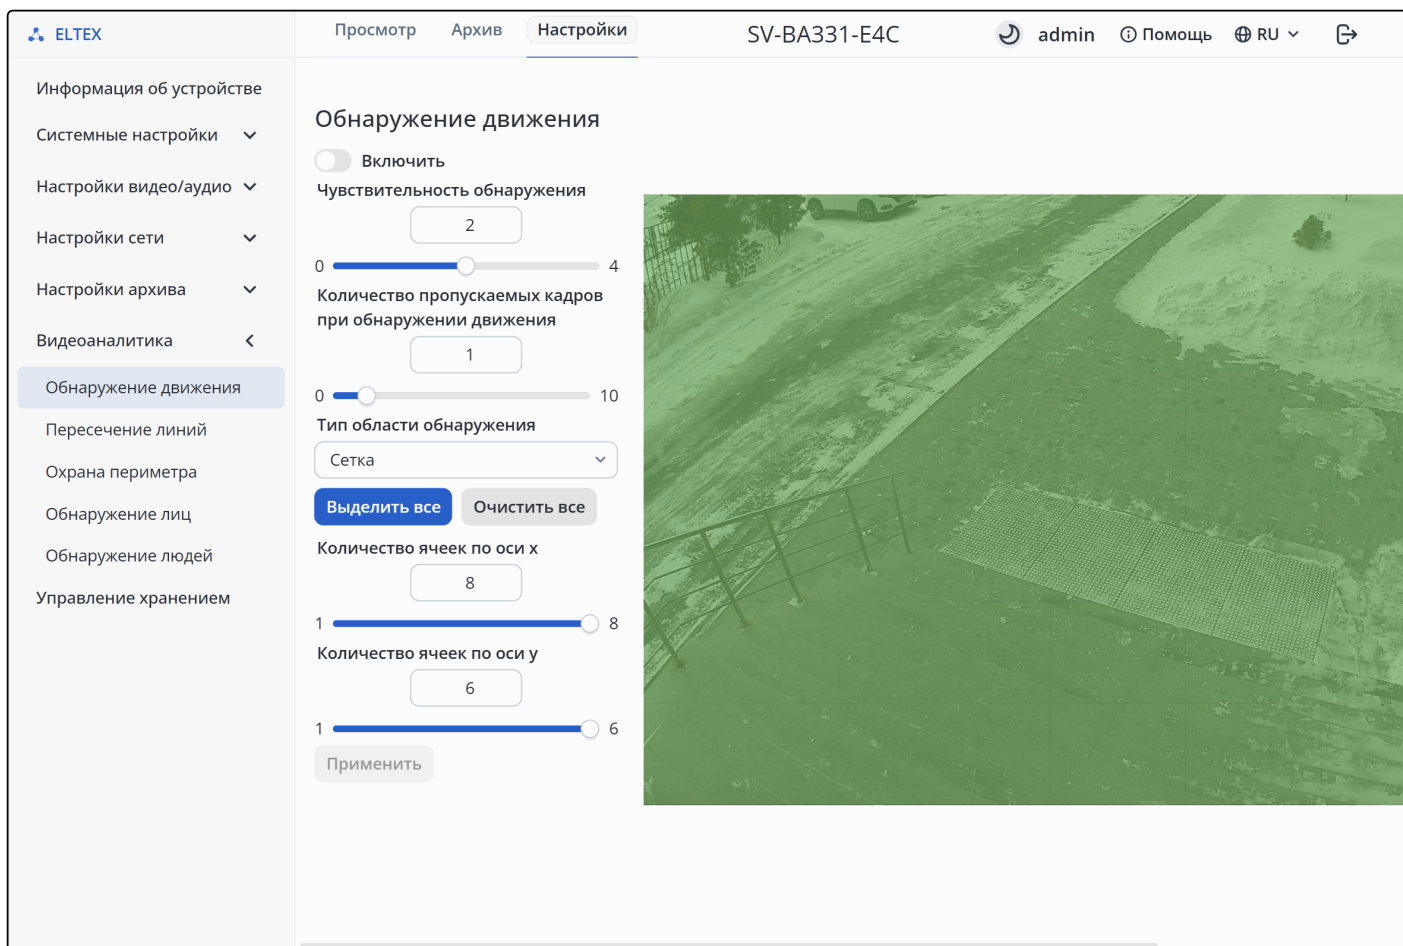 ELTEX
Просмотр
Архив
Настройки
SV-BA331-E4C
admin
Помощь
RU
Информация об устройстве
Системные настройки
Настройки видео/аудио
Настройки сети
Настройки архива
Видеоаналитика
Обнаружение движения
Пересечение линий
Охрана периметра
Обнаружение лиц
Обнаружение людей
Управление хранением
Обнаружение движения
Включить
Чувствительность обнаружения
2
0 4
Количество пропускаемых кадров
при обнаружении движения
1
0 10
Тип области обнаружения
Сетка
Выделить все
Очистить все
Количество ячеек по оси x
8
1 8
Количество ячеек по оси y
6
1 6
Применить